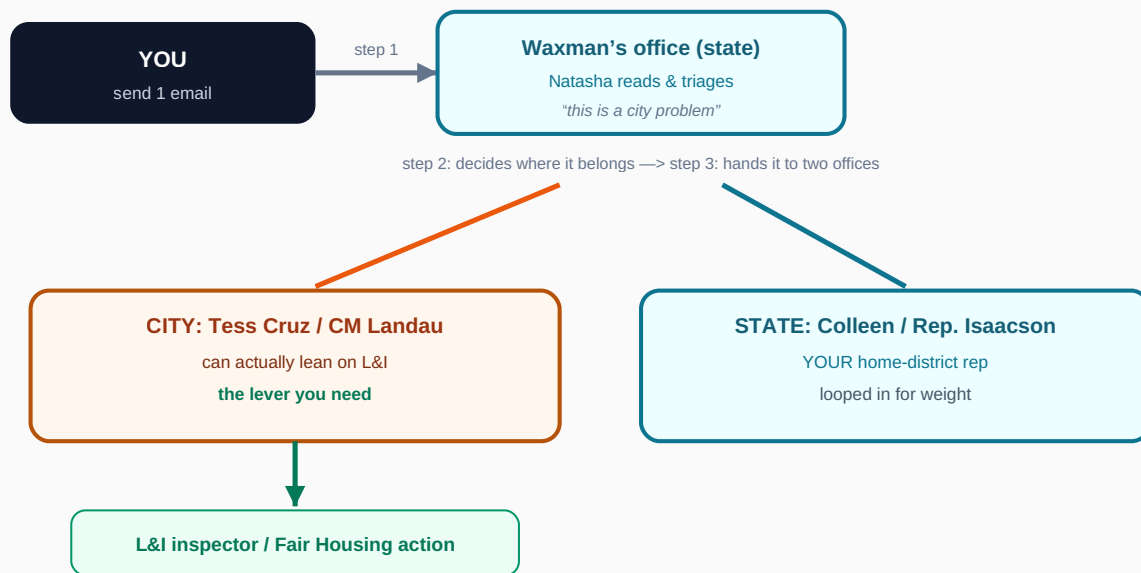 YOU
send 1 email
step 1
Waxman’s office (state)
Natasha reads & triages
“this is a city problem”
step 2: decides where it belongs —> step 3: hands it to two offices
CITY: Tess Cruz / CM Landau
can actually lean on L&I
the lever you need
STATE: Colleen / Rep. Isaacson
YOUR home-district rep
looped in for weight
L&I inspector / Fair Housing action